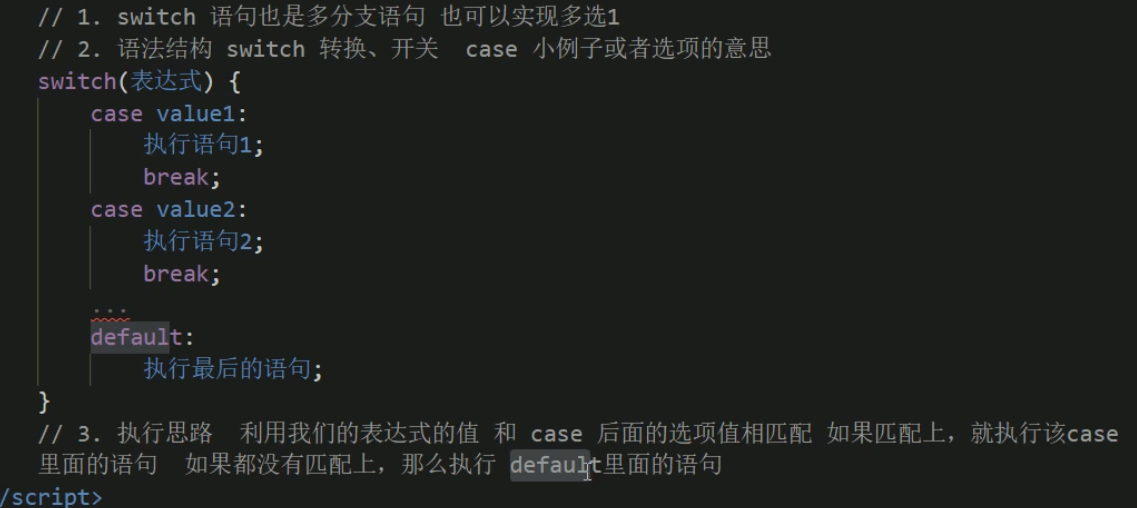 // 1. switch 语句也是多分支语句 也可以实现多选1
// 2. 语法结构 switch 转换、开关 case 小例子或者选项的意思
switch(表达式) {
case value1:
执行语句1;
break;
case value2:
执行语句2;
break;
...
default:
执行最后的语句;
}
// 3. 执行思路 利用我们的表达式的值 和 case 后面的选项值相匹配 如果匹配上，就执行该case
里面的语句 如果都没有匹配上，那么执行 default里面的语句
/script>